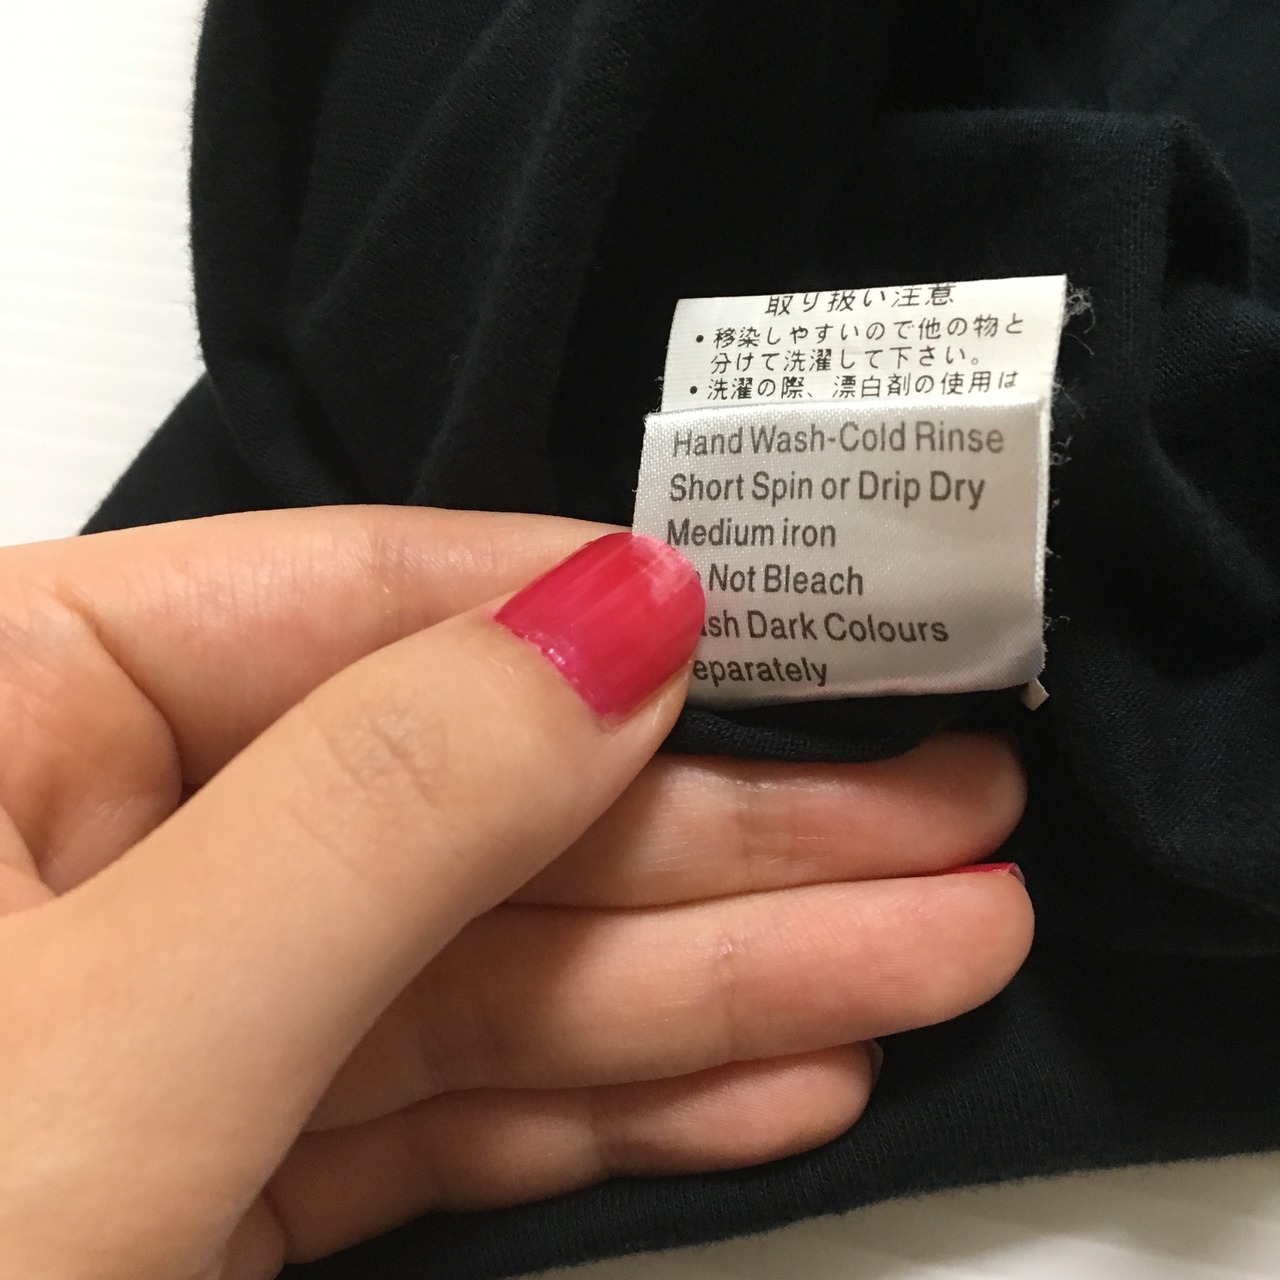 取り扱い注意
・移染しやすいので他の物と
分けて洗濯して下さい。
・洗濯の際、漂白剤の使用は
Hand Wash-Cold Rinse
Short Spin or Drip Dry
Medium iron
Not Bleach
Dark Colours